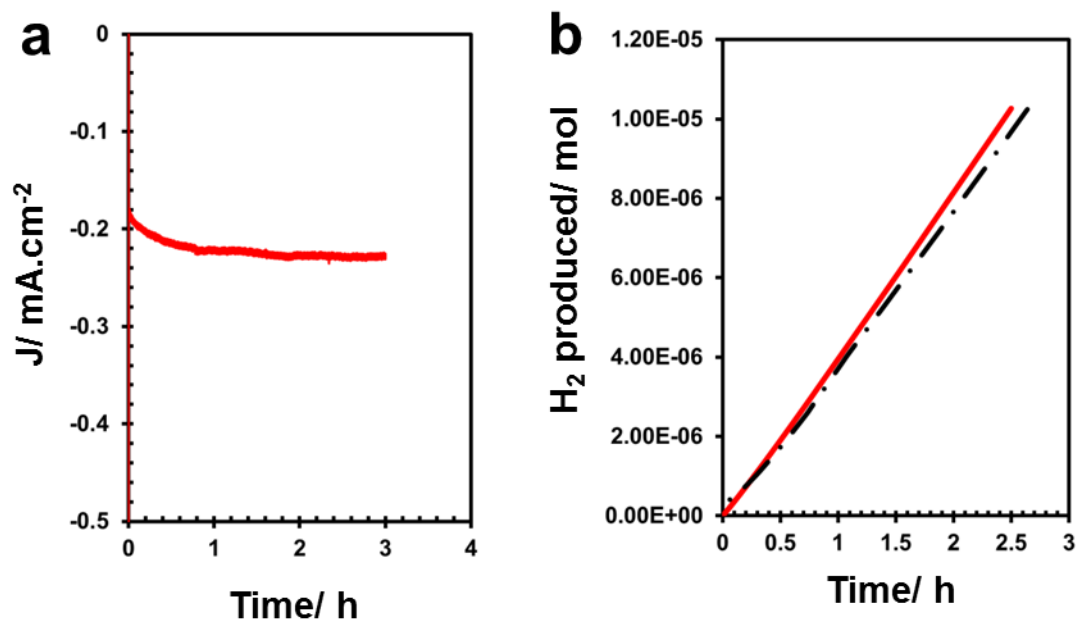 a
0
-0.1
-0.2
-0.3
-0.4
-0.5
J/ mA.cm-2
0 1 2 3 4
Time/ h
b
1.20E-05
1.00E-05
8.00E-06
6.00E-06
4.00E-06
2.00E-06
0.00E+00
H2 produced/ mol
0 0.5 1 1.5 2 2.5 3
Time/ h